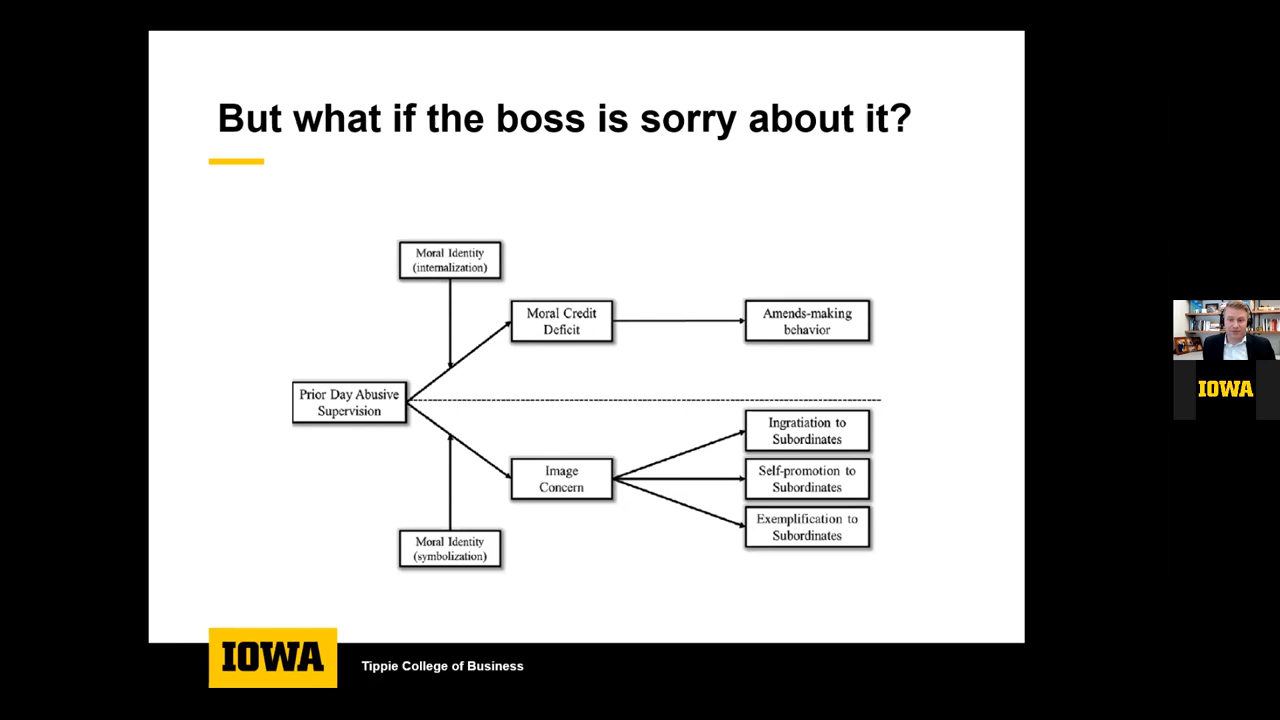 But what if the boss is sorry about it?
Moral Identity
(internalization)
Moral Credit
Deficit
Amends-making
behavior
Prior Day Abusive
Supervision
Ingratiation to
Subordinates
Image
Concern
Self-promotion to
Subordinates
Exemplification to
Subordinates
Moral Identity
(symbolization)
IOWA
Tippie College of Business
IOWA